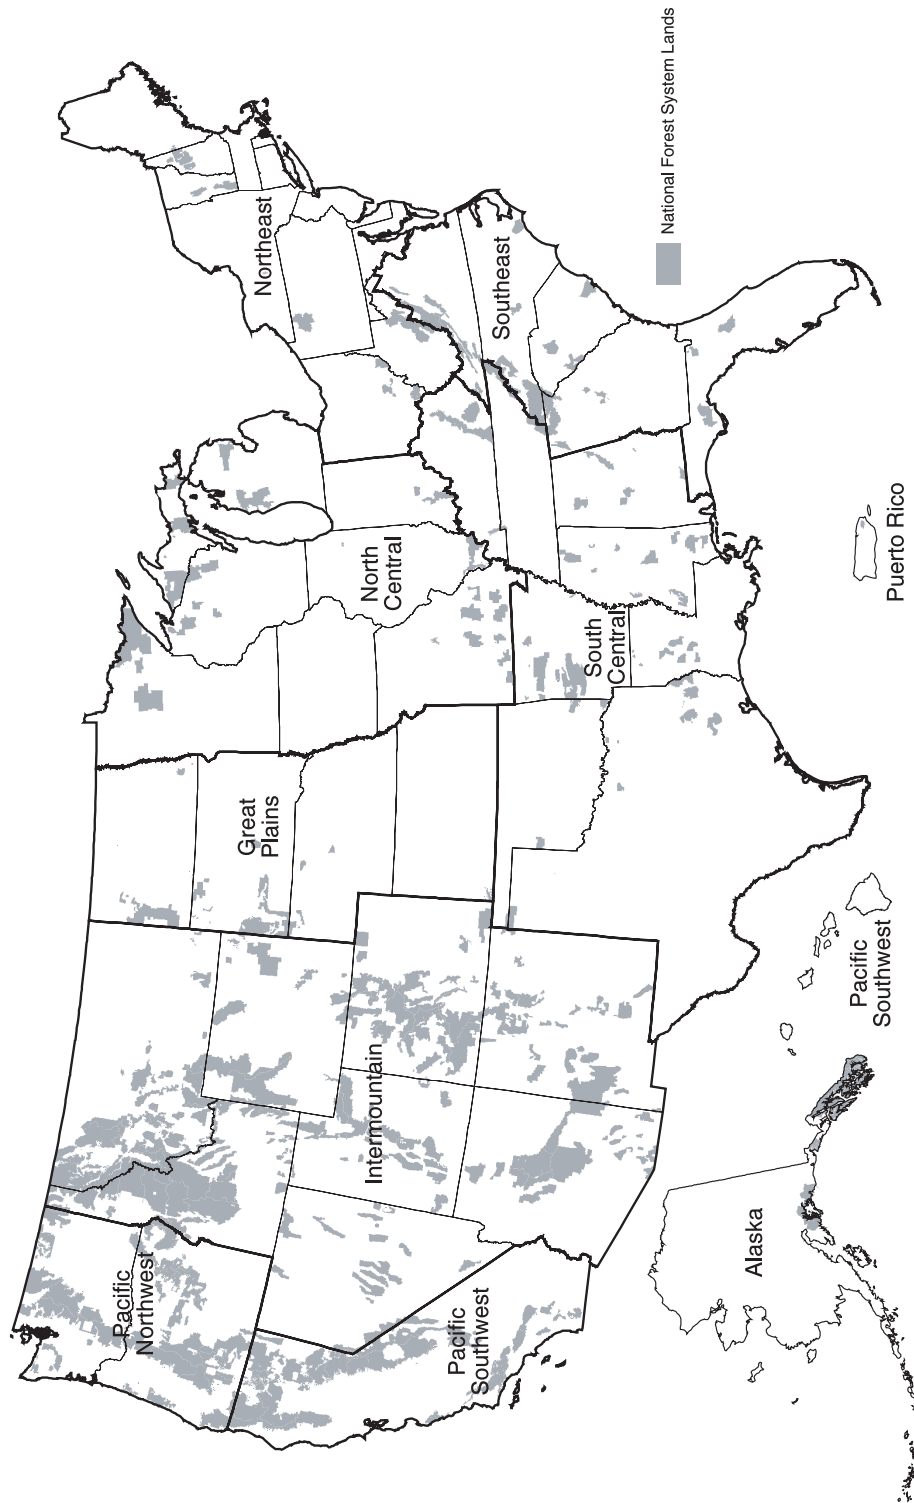 Pacific
Northwest
Pacific
Southwest
Intermountain
Great
Plains
North
Central
South
Central
Northeast
Southeast
Alaska
Pacific
Southwest
Puerto Rico
National Forest System Lands